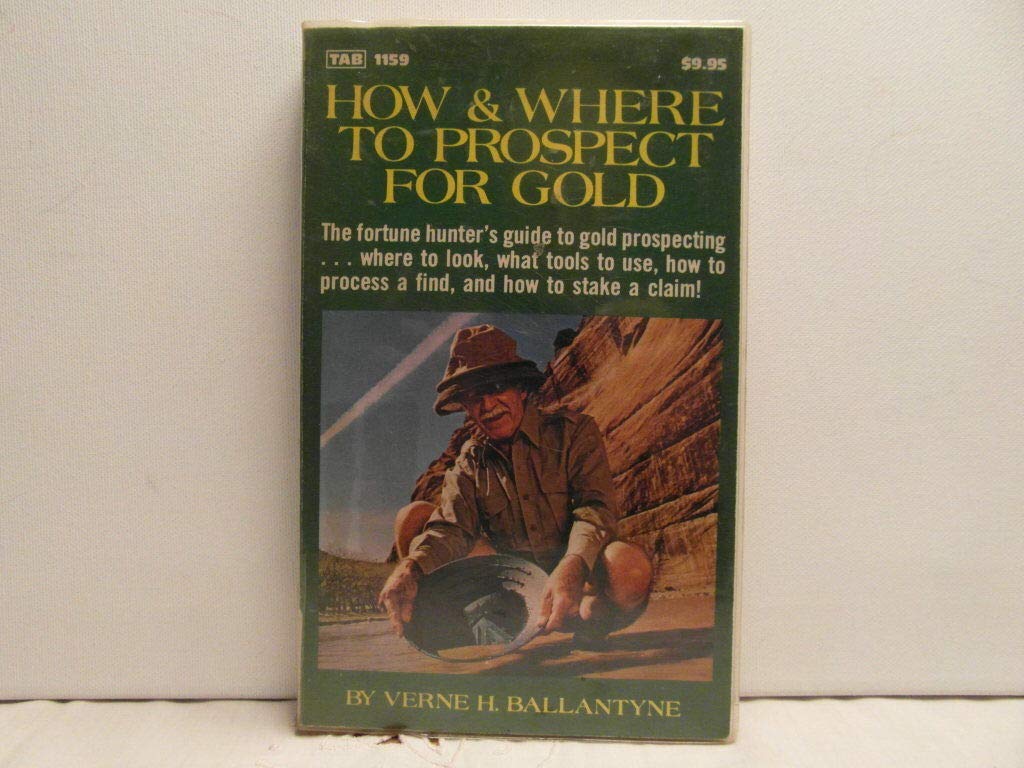 TAB 1159 $9.95
HOW & WHERE
TO PROSPECT
FOR GOLD
The fortune hunter's guide to gold prospecting
. . . where to look, what tools to use, how to
process a find, and how to stake a claim!
BY VERNE H. BALLANTYNE